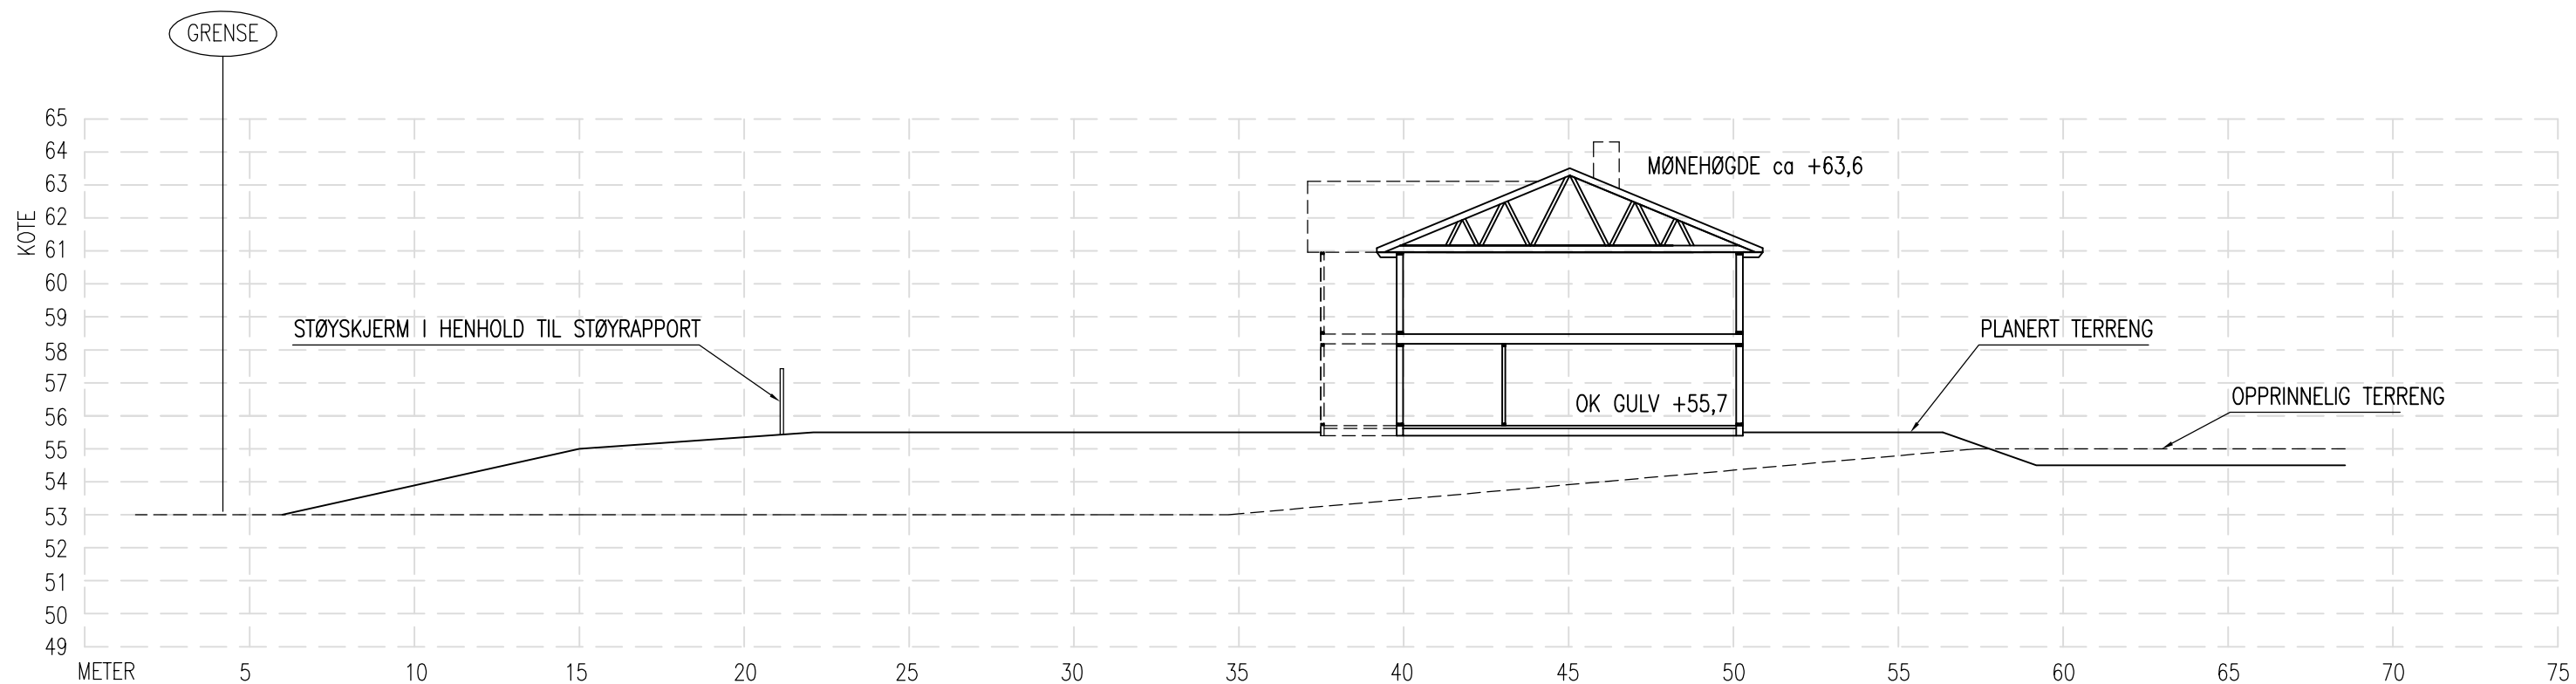 GRENSE
65
64
MØNEHØGDE ca +63,6
63
62
KOTE
61
60
59
STØYSKJERM I HENHOLD TIL STØYRAPPORT
PLANERT TERRENG
58
57
OPPRINNELIG TERRENG
OK GULV +55,7
56
55
54
53
52
51
50
49
METER 5 10 15 20 25 30 35 40 45 50 55 60 65 70 75